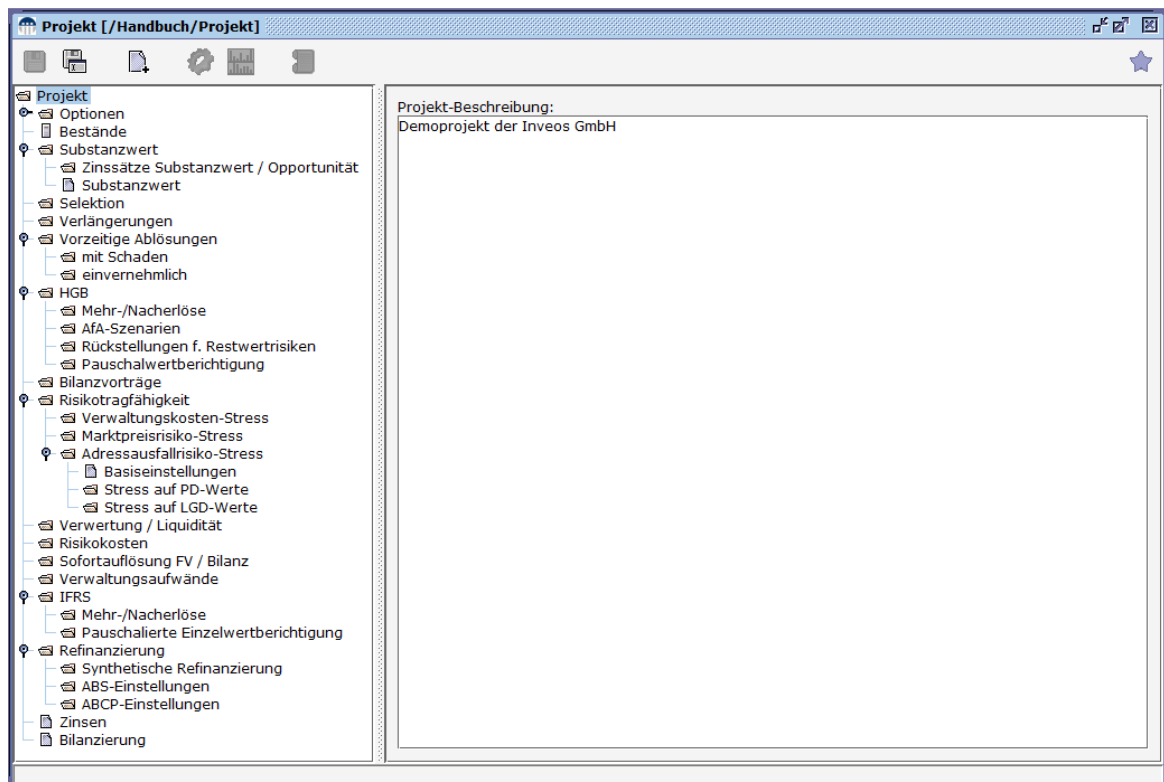 Projekt [/Handbuch/Projekt]
Projekt
Optionen
Bestände
Substanzwert
Zinssätze Substanzwert / Opportunität
Substanzwert
Selektion
Verlängerungen
Vorzeitige Ablösungen
mit Schaden
einvernehmlich
HGB
Mehr-/Nacherlöse
AfA-Szenarien
Rückstellungen f. Restwertrisiken
Pauschalwertberichtigung
Bilanzvorträge
Risikotragfähigkeit
Verwaltungskosten-Stress
Marktpreisrisiko-Stress
Adressausfallrisiko-Stress
Basiseinstellungen
Stress auf PD-Werte
Stress auf LGD-Werte
Verwertung / Liquidität
Risikokosten
Sofortauflösung FV / Bilanz
Verwaltungsaufwände
IFRS
Mehr-/Nacherlöse
Pauschalierte Einzelwertberichtigung
Refinanzierung
Synthetische Refinanzierung
ABS-Einstellungen
ABCP-Einstellungen
Zinsen
Bilanzierung
Projekt-Beschreibung:
Demoprojekt der Inveos GmbH